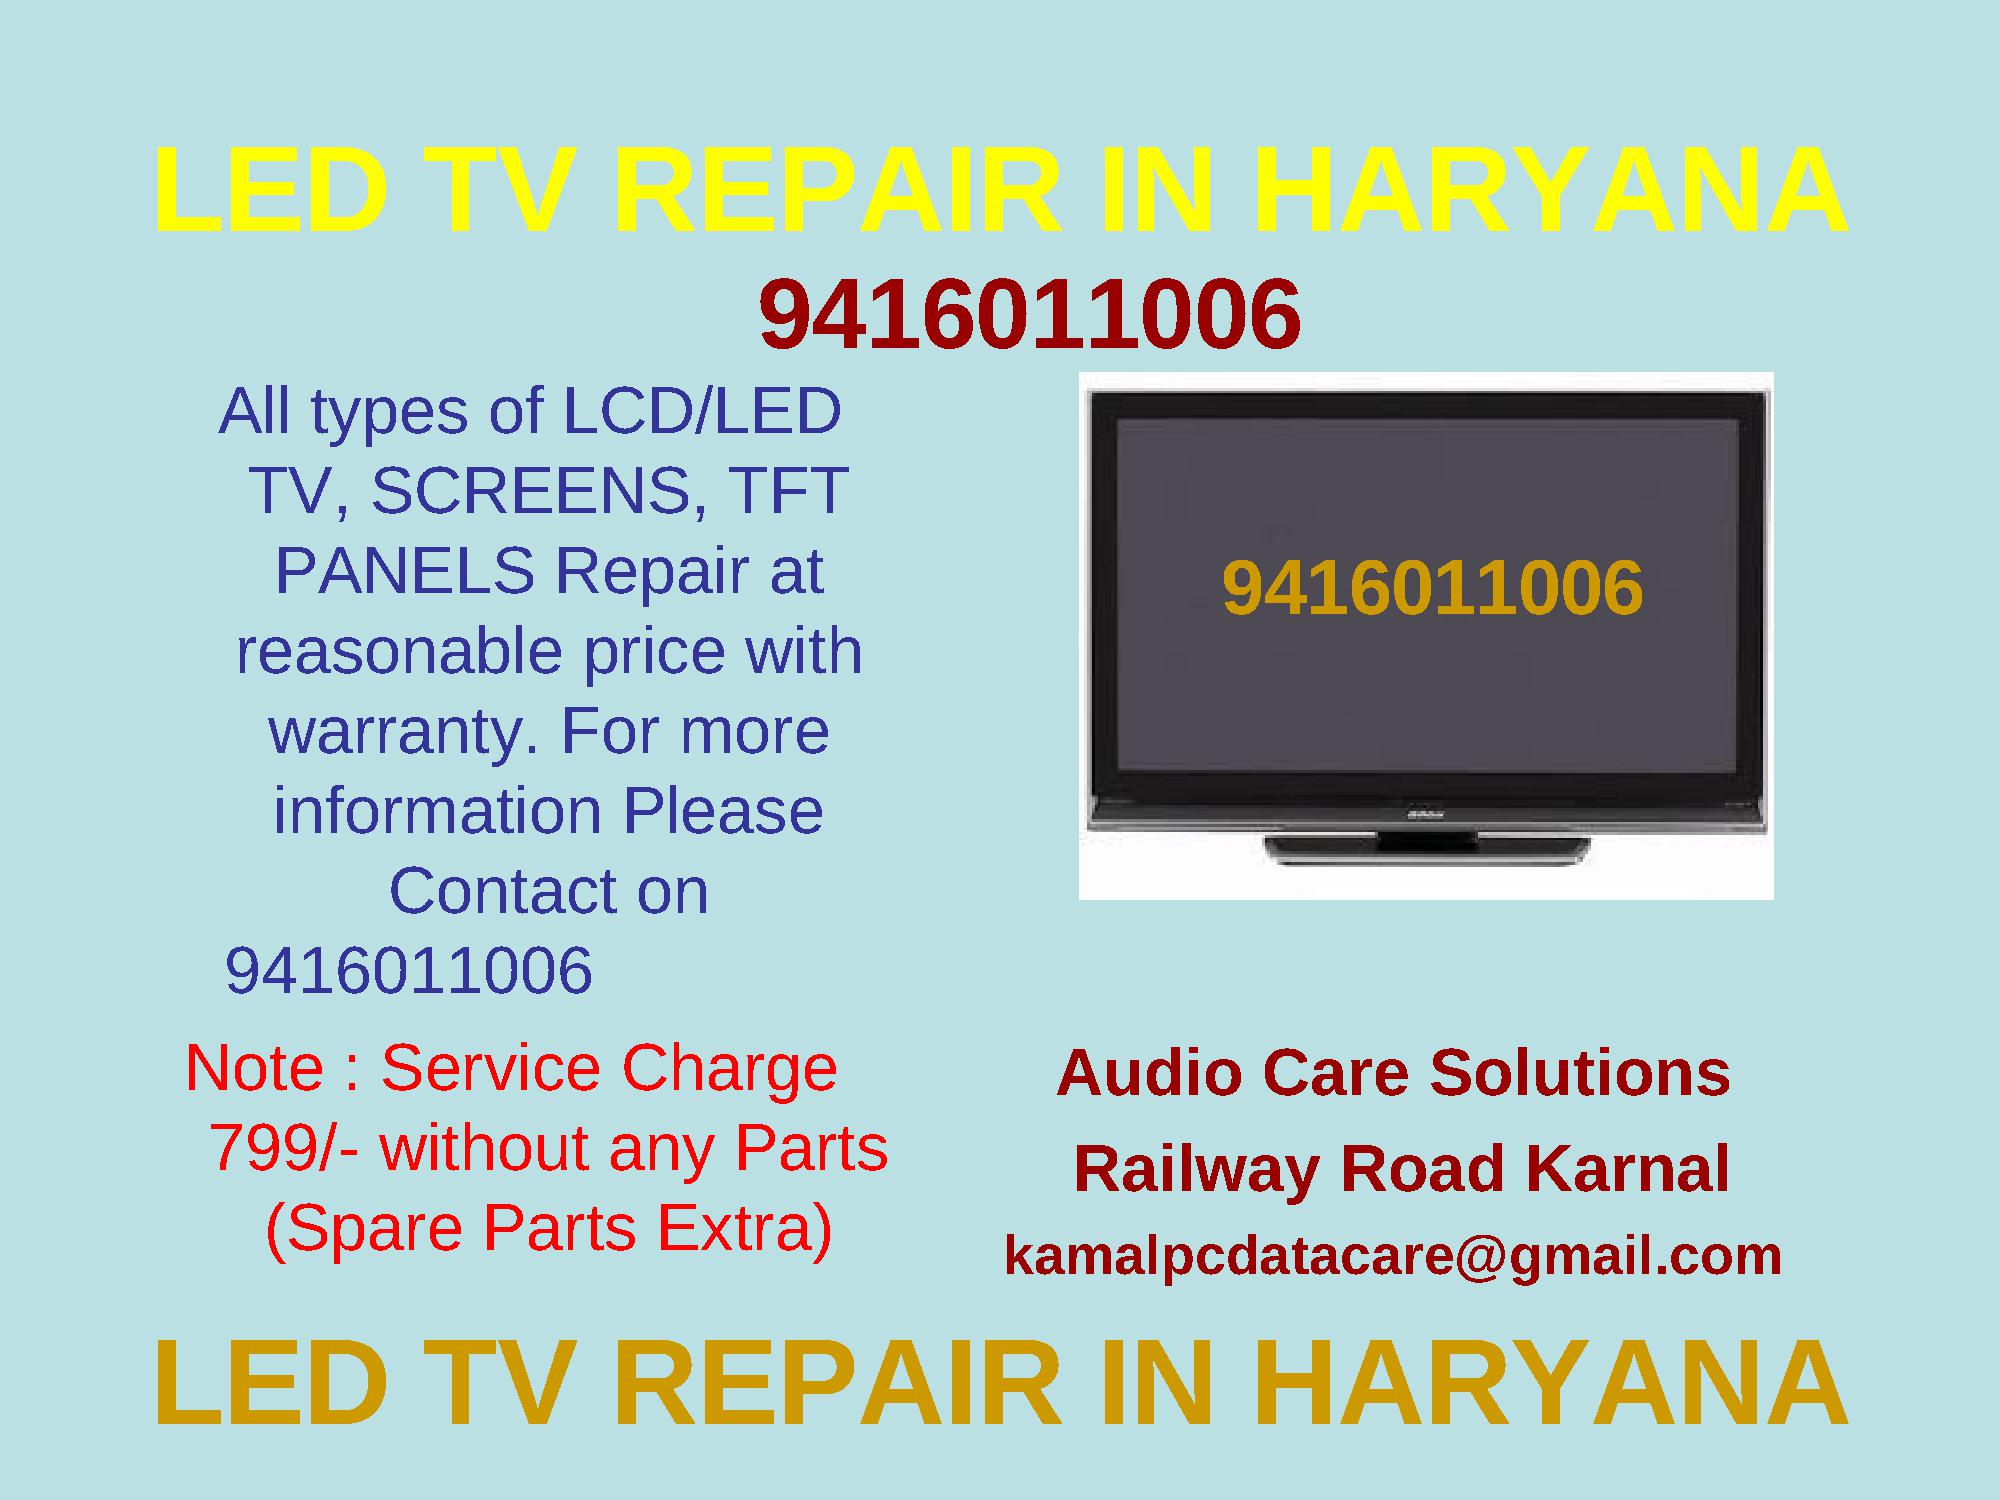 LED TV REPAIR IN HARYANA
9416011006
All types of LCD/LED
TV, SCREENS, TFT
PANELS Repair at
reasonable price with
warranty. For more
information Please
Contact on
9416011006
9416011006
Note : Service Charge
799/- without any Parts
(Spare Parts Extra)
Audio Care Solutions
Railway Road Karnal
kamalpcdatacare@gmail.com
LED TV REPAIR IN HARYANA